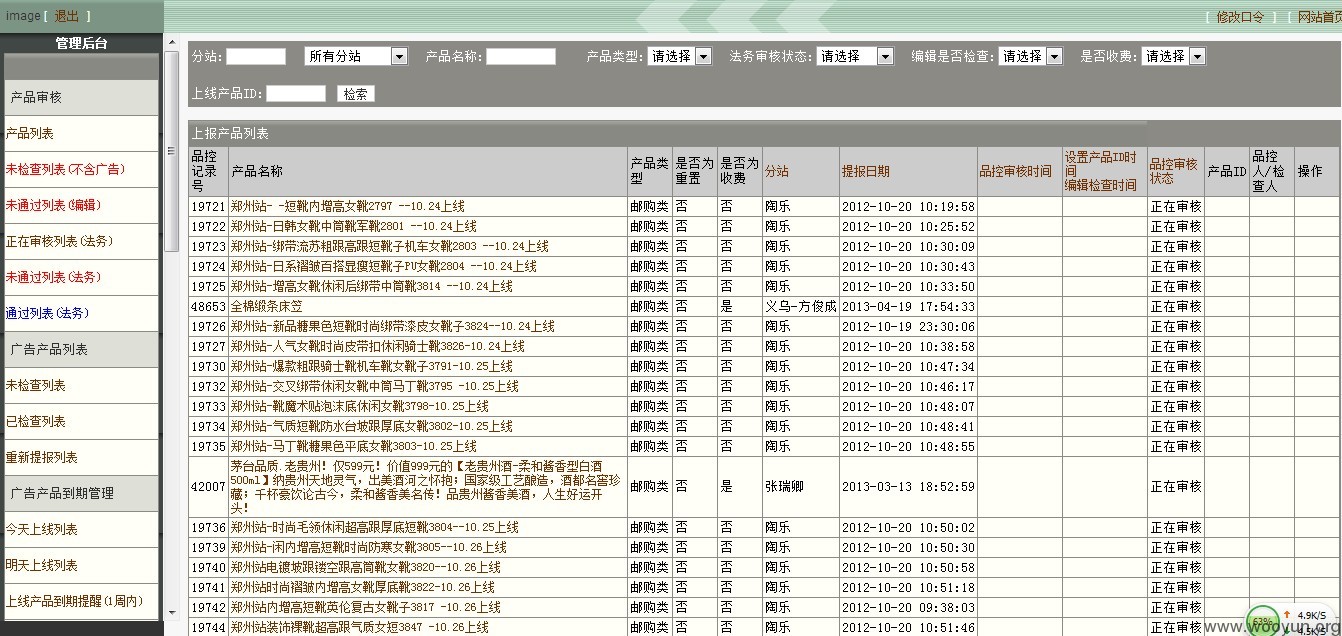 image [ 退出 ]
[ 修改口令 ] [ 网站首页
管理后台
产品审核
产品列表
未检查列表(不含广告)
未通过列表(编辑)
正在审核列表(法务)
未通过列表(法务)
通过列表(法务)
广告产品列表
未检查列表
已检查列表
重新提报列表
广告产品到期管理
今天上线列表
明天上线列表
上线产品到期提醒(1周内)
分站: 所有分站 产品名称: 产品类型: 请选择 法务审核状态: 请选择 编辑是否检查: 请选择 是否收费: 请选择
上线产品ID: 检索
上报产品列表
品控记录号 产品名称 产品类型 是否为重置 是否为收费 分站 提报日期 品控审核时间 设置产品ID时间 编辑检查时间 品控审核状态 产品ID 品控人/检查人 操作
19721 郑州站- -短靴内增高女靴2797 --10.24上线 邮购类 否 否 陶乐 2012-10-20 10:19:58 正在审核
19722 郑州站-日韩女靴中筒靴军靴2801 --10.24上线 邮购类 否 否 陶乐 2012-10-20 10:25:52 正在审核
19723 郑州站-绑带流苏粗跟高跟短靴子机车女靴2803 --10.24上线 邮购类 否 否 陶乐 2012-10-20 10:30:09 正在审核
19724 郑州站-日系褶皱百搭显瘦短靴子PU女靴2804 --10.24上线 邮购类 否 否 陶乐 2012-10-20 10:30:43 正在审核
19725 郑州站-增高女靴休闲后绑带中筒靴3814 --10.24上线 邮购类 否 否 陶乐 2012-10-20 10:33:50 正在审核
48653 全棉缎条床笠 邮购类 否 是 义乌-方俊成 2013-04-19 17:54:33 正在审核
19726 郑州站-新品糖果色短靴时尚绑带漆皮女靴子3824--10.24上线 邮购类 否 否 陶乐 2012-10-19 23:30:06 正在审核
19727 郑州站-人气女靴时尚皮带扣休闲骑士靴3826-10.24上线 邮购类 否 否 陶乐 2012-10-20 10:38:58 正在审核
19730 郑州站-爆款粗跟骑士靴机车靴女靴子3791-10.25上线 邮购类 否 否 陶乐 2012-10-20 10:47:34 正在审核
19732 郑州站-交叉绑带休闲女靴中筒马丁靴3795 -10.25上线 邮购类 否 否 陶乐 2012-10-20 10:46:17 正在审核
19733 郑州站-靴魔术贴泡沫底休闲女靴3798-10.25上线 邮购类 否 否 陶乐 2012-10-20 10:48:07 正在审核
19734 郑州站-气质短靴防水台坡跟厚底女靴3802-10.25上线 邮购类 否 否 陶乐 2012-10-20 10:48:41 正在审核
19735 郑州站-马丁靴糖果色平底女靴3803-10.25上线 邮购类 否 否 陶乐 2012-10-20 10:48:55 正在审核
42007 茅台品质.老贵州！仅599元！价值999元的【老贵州酒-柔和酱香型白酒500ml】纳贵州天地灵气，出美酒河之怀抱；国家级工艺酿造，酒都名窖珍藏；千杯豪饮论古今，柔和酱香美名传！品贵州酱香美酒，人生好运开头！ 邮购类 否 是 张瑞卿 2013-03-13 18:52:59 正在审核
19736 郑州站-时尚毛领休闲超高跟厚底短靴3804--10.25上线 邮购类 否 否 陶乐 2012-10-20 10:50:02 正在审核
19739 郑州站-闲内增高短靴时尚防寒女靴3805--10.26上线 邮购类 否 否 陶乐 2012-10-20 10:50:30 正在审核
19740 郑州站电镀坡跟镂空跟高筒靴女靴3820--10.26上线 邮购类 否 否 陶乐 2012-10-20 10:50:58 正在审核
19741 郑州站时尚褶皱内增高女靴厚底靴3822-10.26上线 邮购类 否 否 陶乐 2012-10-20 10:51:18 正在审核
19742 郑州站内增高短靴英伦复古女靴子3817 -10.26上线 邮购类 否 否 陶乐 2012-10-20 09:38:03 正在审核
19744 郑州站装饰裸靴超高跟气质女短3847 -10.26上线 邮购类 否 否 陶乐 2012-10-20 10:51:46 正在审核
63% 4.9K/S
www.wooyun.org